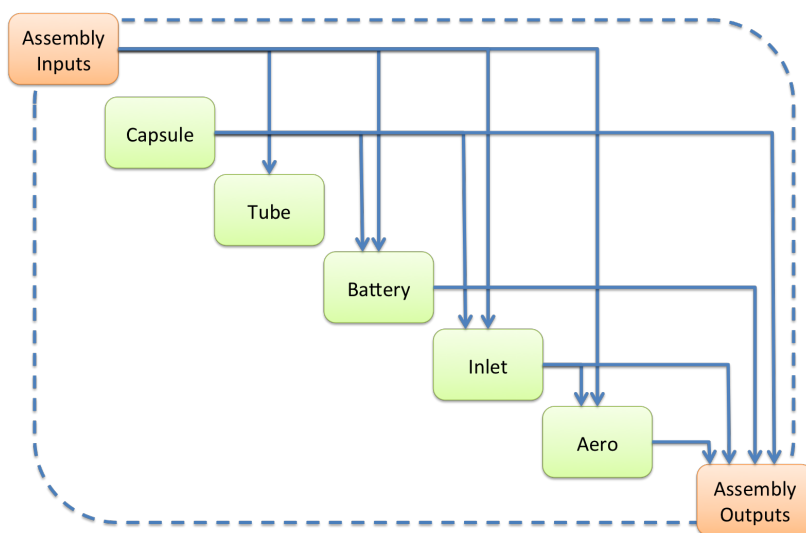 Assembly
Inputs
Capsule
Tube
Battery
Inlet
Aero
Assembly
Outputs